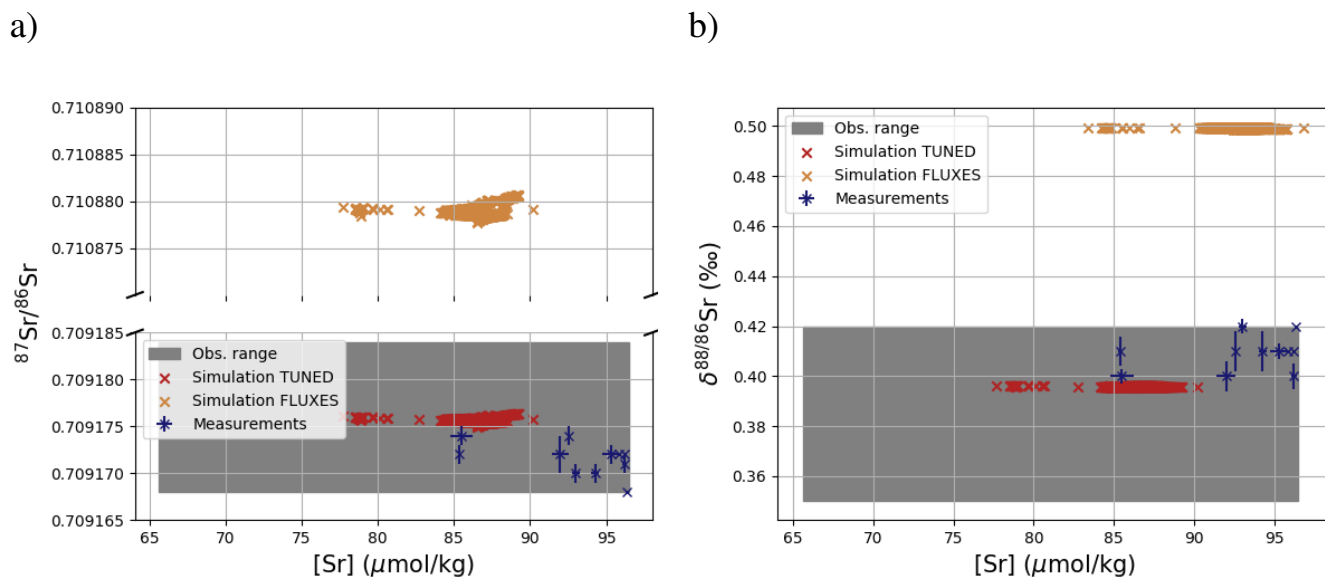 a)
b)
0.710890
0.710885
0.710880
0.710875
0.709185
0.709180
0.709175
0.709170
0.709165
87Sr/86Sr
Obs. range
Simulation TUNED
Simulation FLUXES
Measurements
65 70 75 80 85 90 95
[Sr] (μmol/kg)
0.50
0.48
0.46
0.44
0.42
0.40
0.38
0.36
δ88/86Sr (‰)
Obs. range
Simulation TUNED
Simulation FLUXES
Measurements
65 70 75 80 85 90 95
[Sr] (μmol/kg)